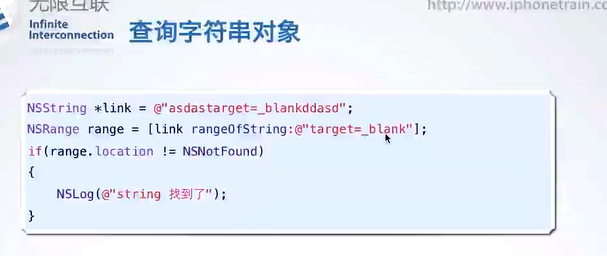 无限互联
http://www.iphonetrain.co
Infinite
Interconnection
查询字符串对象
NSString *link = @"asdastarget=_blankddasd";
NSRange range = [link rangeOfString:@"target=_blank"];
if(range.location != NSNotFound)
{
    NSLog(@"string 找到了");
}